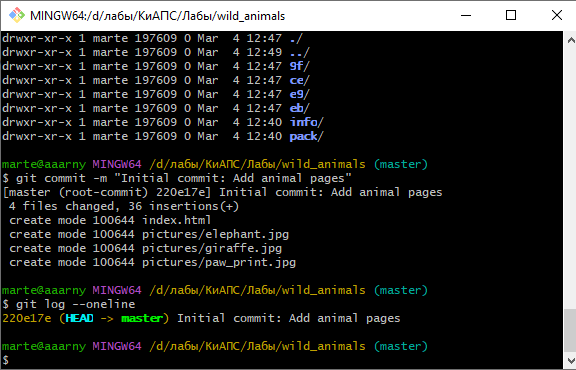 MINGW64:/d/лабы/КиАПС/Лабы/wild_animals
drwxr-xr-x 1 marte 197609 0 Mar  4 12:47 ./
drwxr-xr-x 1 marte 197609 0 Mar  4 12:49 ../
drwxr-xr-x 1 marte 197609 0 Mar  4 12:47 9f/
drwxr-xr-x 1 marte 197609 0 Mar  4 12:47 ce/
drwxr-xr-x 1 marte 197609 0 Mar  4 12:47 e9/
drwxr-xr-x 1 marte 197609 0 Mar  4 12:47 eb/
drwxr-xr-x 1 marte 197609 0 Mar  4 12:40 info/
drwxr-xr-x 1 marte 197609 0 Mar  4 12:40 pack/
marte@aaarny MINGW64 /d/лабы/КиАПС/Лабы/wild_animals (master)
$ git commit -m "Initial commit: Add animal pages"
[master (root-commit) 220e17e] Initial commit: Add animal pages
 4 files changed, 36 insertions(+)
 create mode 100644 index.html
 create mode 100644 pictures/elephant.jpg
 create mode 100644 pictures/giraffe.jpg
 create mode 100644 pictures/paw_print.jpg
marte@aaarny MINGW64 /d/лабы/КиАПС/Лабы/wild_animals (master)
$ git log --oneline
220e17e (HEAD -> master) Initial commit: Add animal pages
marte@aaarny MINGW64 /d/лабы/КиАПС/Лабы/wild_animals (master)
$